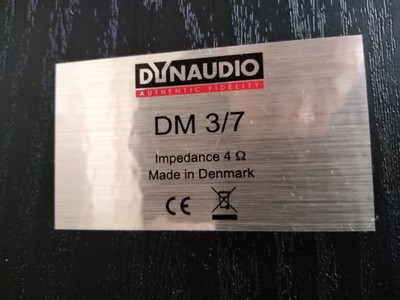 DYNAUDIO
AUTHENTIC FIDELITY
DM 3/7
Impedance 4 Ω
Made in Denmark
CE